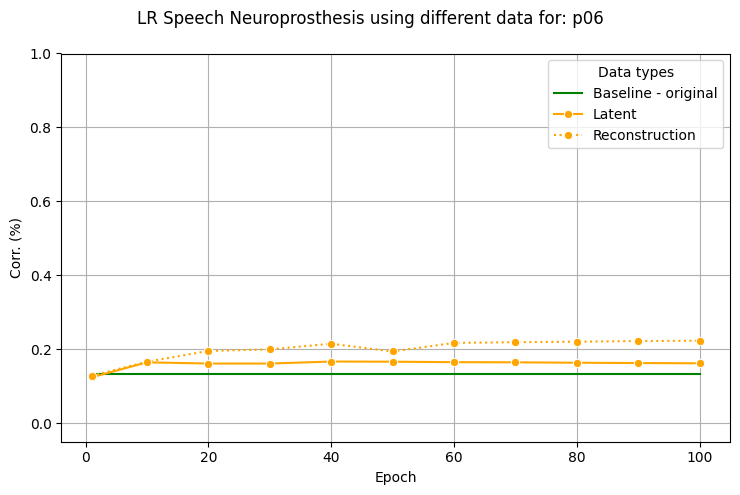 LR Speech Neuroprosthesis using different data for: p06
1.0
0.8
0.6
0.4
0.2
0.0
Corr. (%)
Data types
Baseline - original
Latent
Reconstruction
0 20 40 60 80 100
Epoch